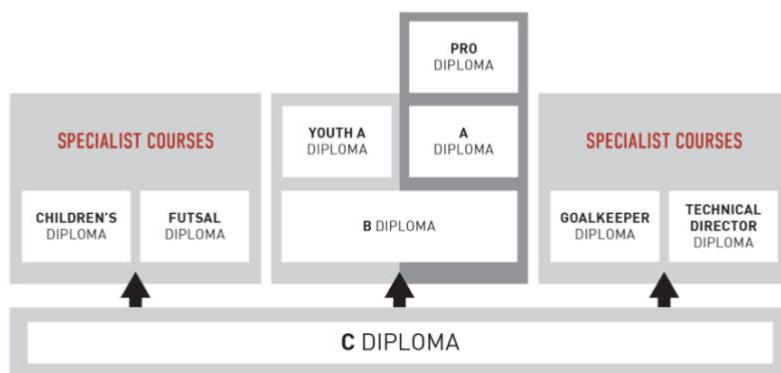 PRO
DIPLOMA
SPECIALIST COURSES
YOUTH A
DIPLOMA
A
DIPLOMA
SPECIALIST COURSES
CHILDREN'S
DIPLOMA
FUTSAL
DIPLOMA
B DIPLOMA
GOALKEEPER
DIPLOMA
TECHNICAL
DIRECTOR
DIPLOMA
C DIPLOMA